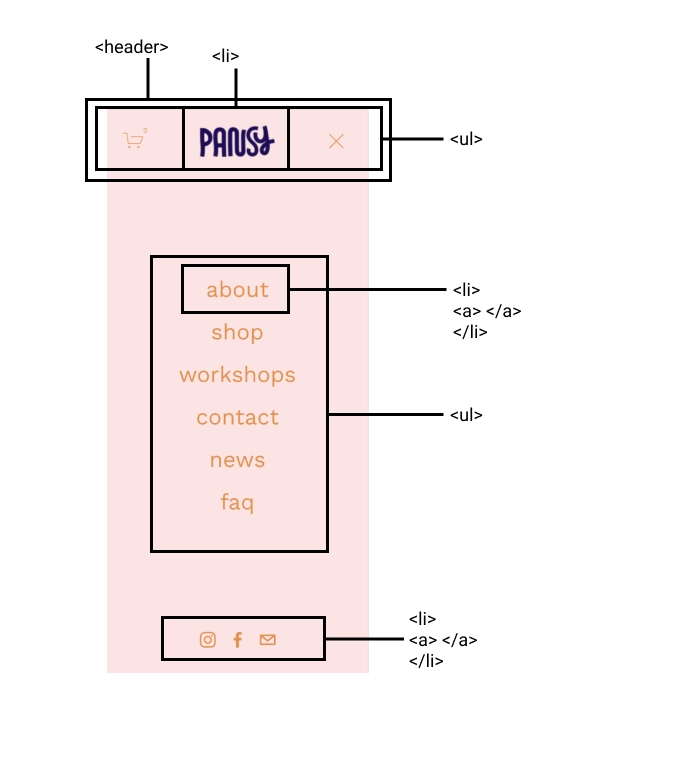 <header>
<li>
0
PANSY
<ul>
about
<li>
<a> </a>
</li>
shop
workshops
contact
<ul>
news
faq
<li>
<a> </a>
</li>